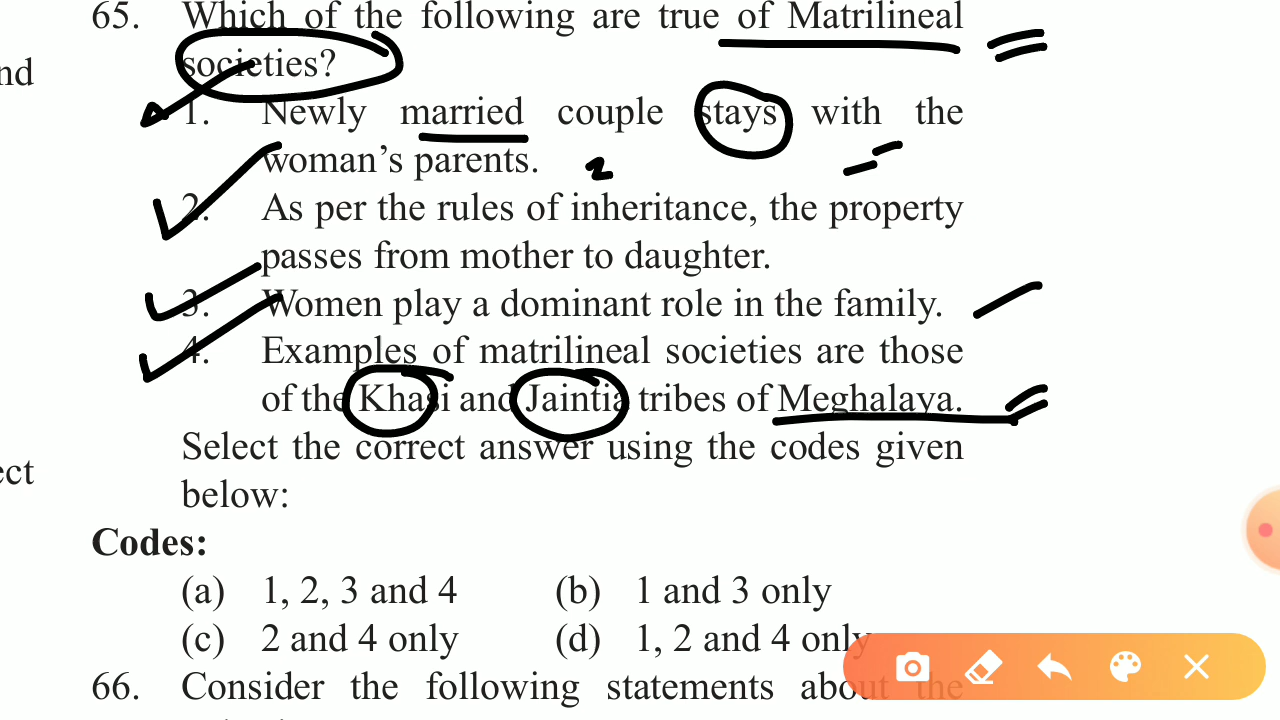 65. Which of the following are true of Matrilineal
nd societies?
1. Newly married couple stays with the
woman's parents.
2. As per the rules of inheritance, the property
passes from mother to daughter.
3. Women play a dominant role in the family.
4. Examples of matrilineal societies are those
of the Khasi and Jaintia tribes of Meghalaya.
Select the correct answer using the codes given
ect
below:
Codes:
(a) 1, 2, 3 and 4 (b) 1 and 3 only
(c) 2 and 4 only (d) 1, 2 and 4 only
66. Consider the following statements about the